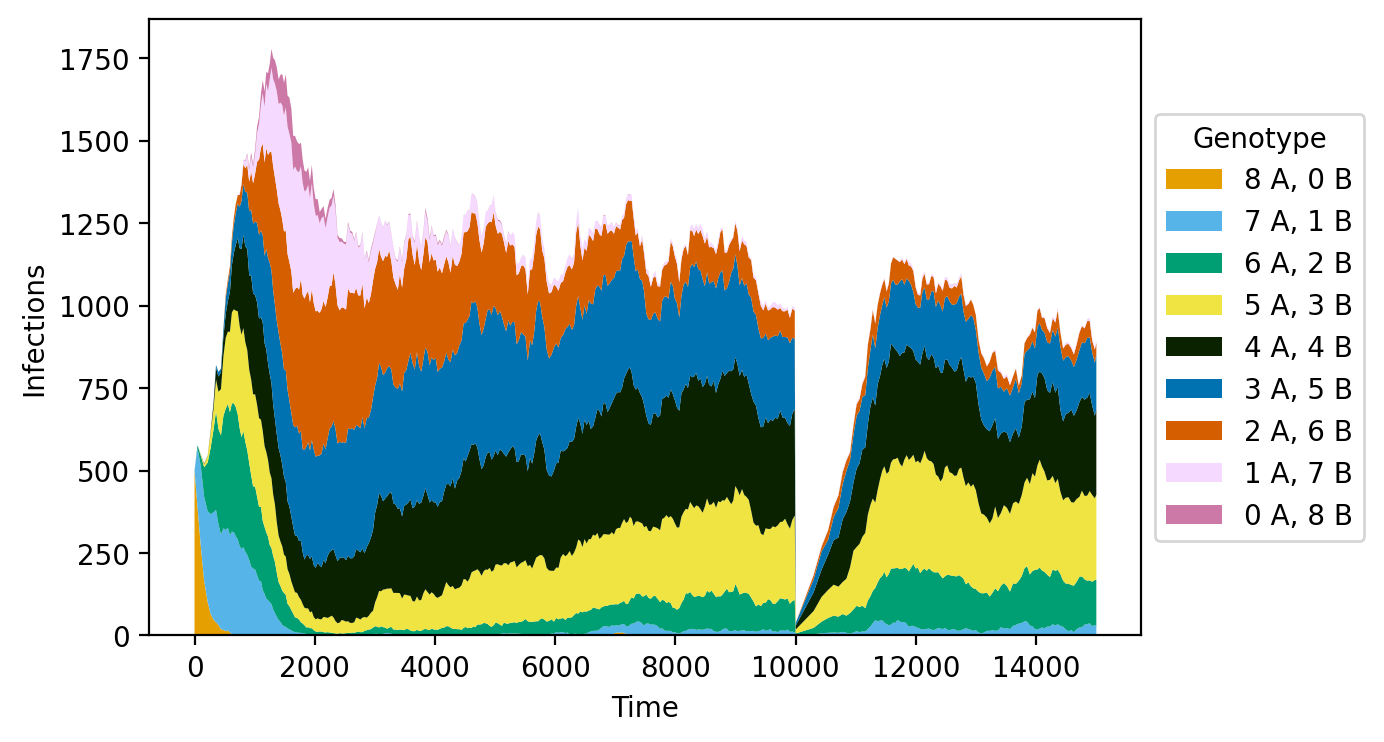 1750
1500
1250
1000
750
500
250
0
Infections
0 2000 4000 6000 8000 10000 12000 14000
Time
Genotype
8 A, 0 B
7 A, 1 B
6 A, 2 B
5 A, 3 B
4 A, 4 B
3 A, 5 B
2 A, 6 B
1 A, 7 B
0 A, 8 B